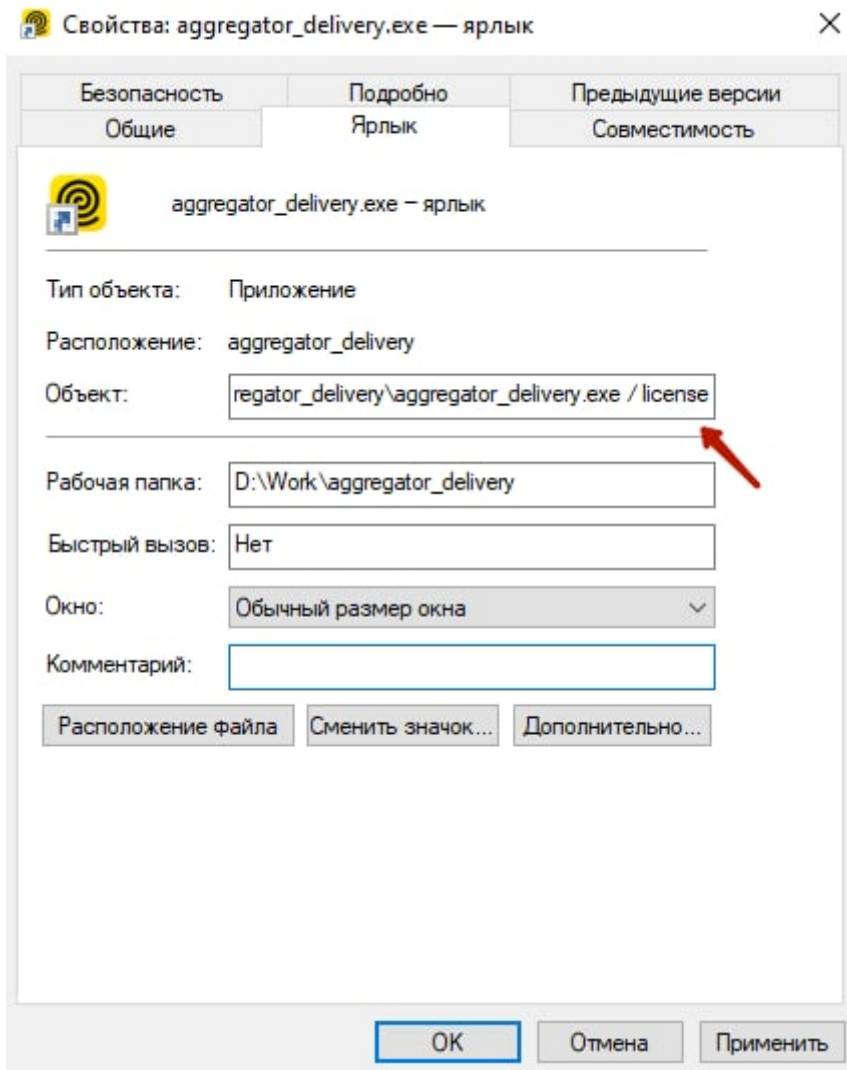 Свойства: aggregator_delivery.exe — ярлык
Безопасность Подробно Предыдущие версии
Общие Ярлык Совместимость
aggregator_delivery.exe – ярлык
Тип объекта: Приложение
Расположение: aggregator_delivery
Объект: regator_delivery\aggregator_delivery.exe / license
Рабочая папка: D:\Work\aggregator_delivery
Быстрый вызов: Нет
Окно: Обычный размер окна
Комментарий:
Расположение файла Сменить значок... Дополнительно...
OK Отмена Применить